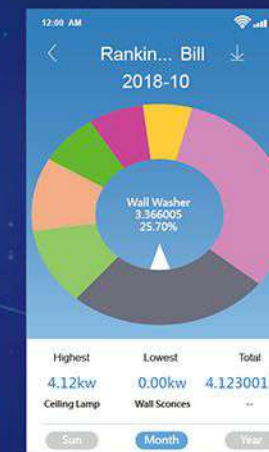 12:00 AM
Rankin... Bill
2018-10
Wall Washer
3.366005
25.70%
Highest Lowest Total
4.12kw 0.00kw 4.123001
Ceiling Lamp Wall Sconces --
Sun Month Year